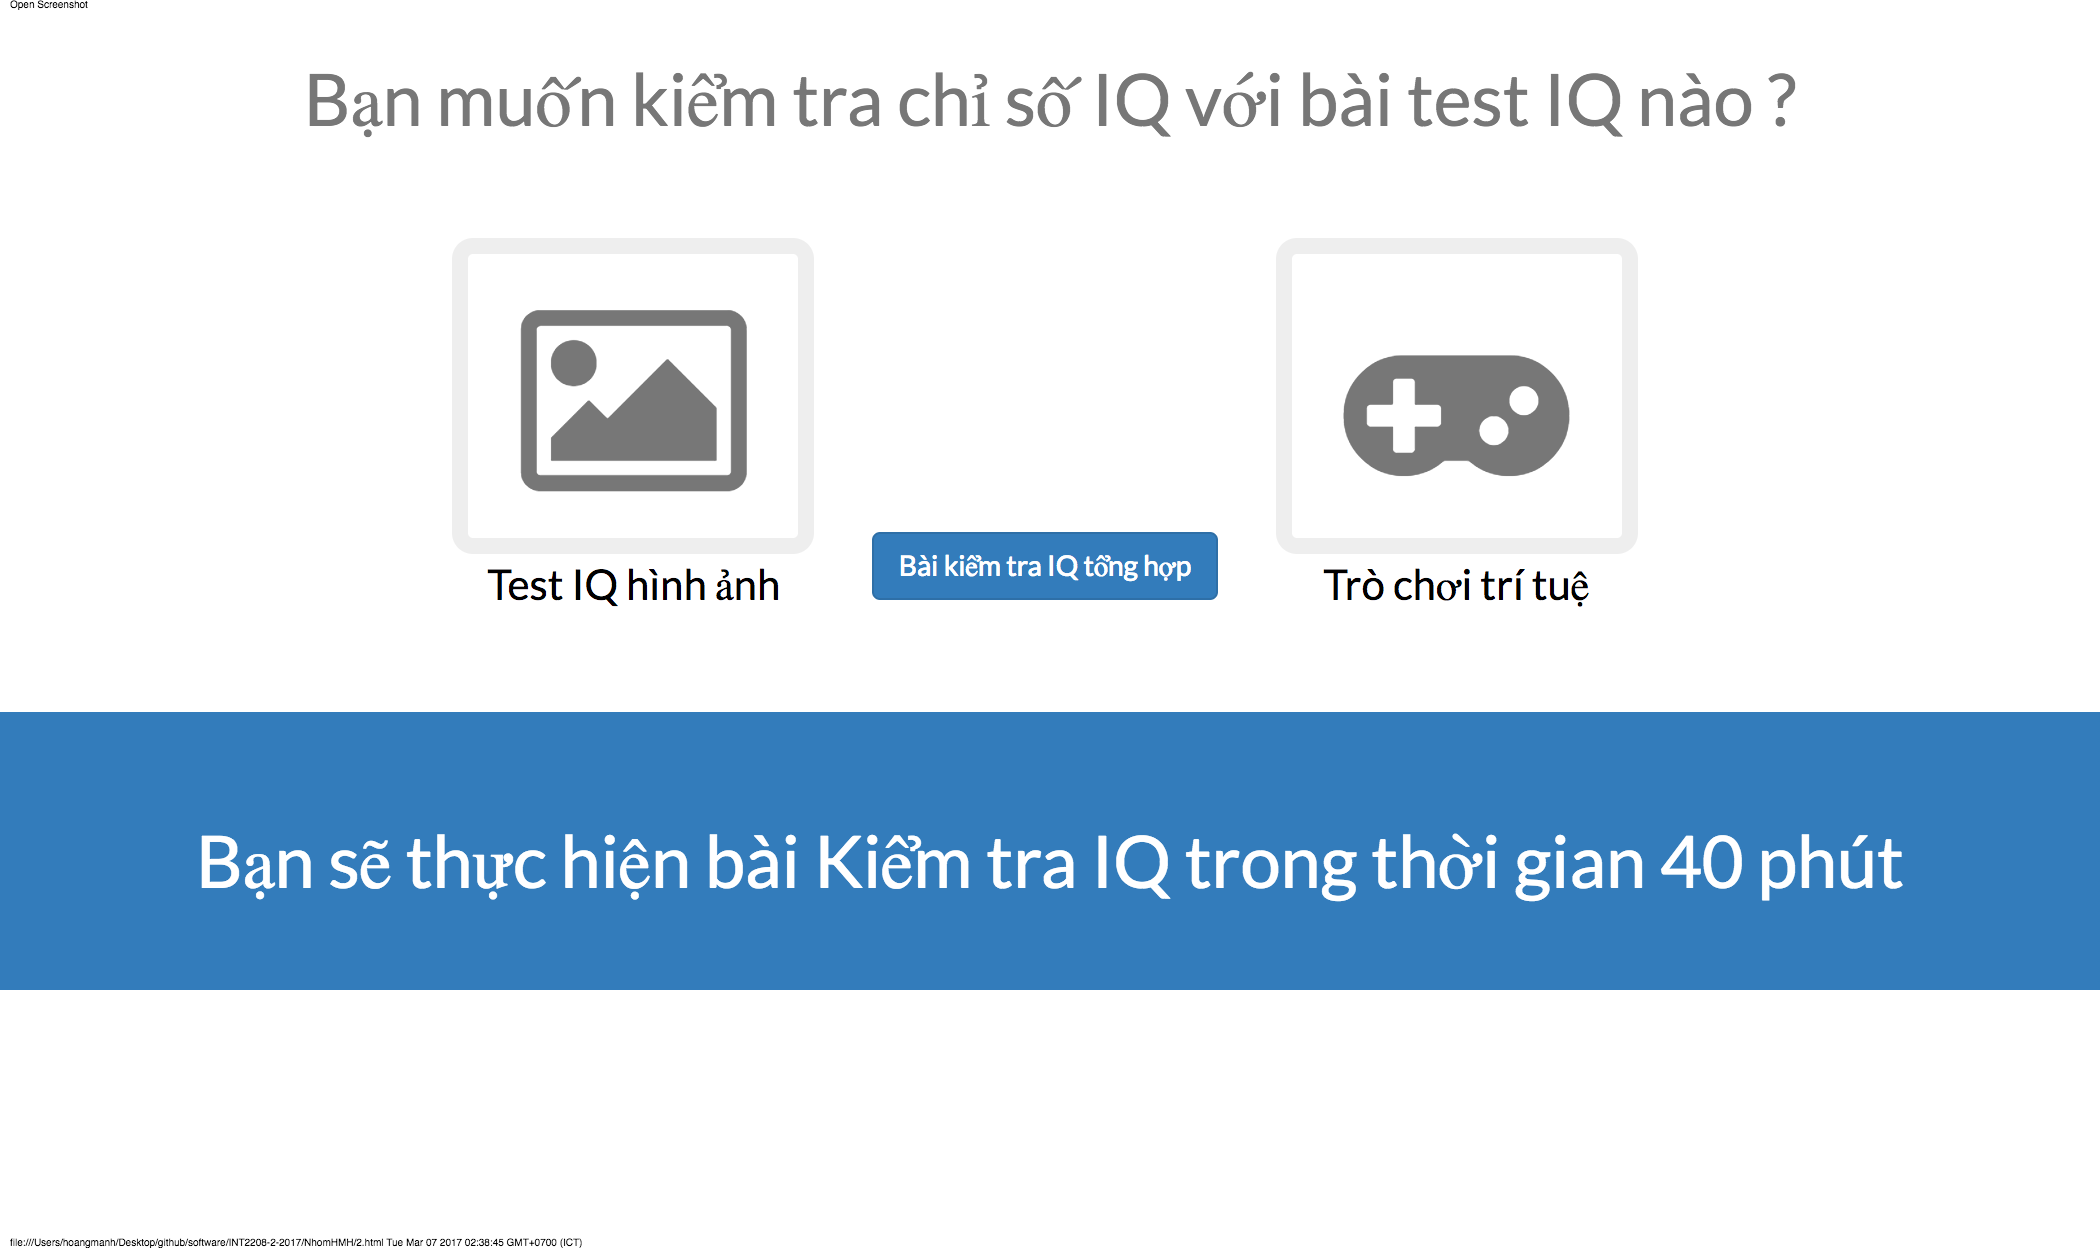 Open Screenshot
Bạn muốn kiểm tra chỉ số IQ với bài test IQ nào ?
Bài kiểm tra IQ tổng hợp
Test IQ hình ảnh
Trò chơi trí tuệ
Bạn sẽ thực hiện bài Kiểm tra IQ trong thời gian 40 phút
file:///Users/hoangmanh/Desktop/github/software/INT2208-2-2017/NhomHMH/2.html Tue Mar 07 2017 02:38:45 GMT+0700 (ICT)